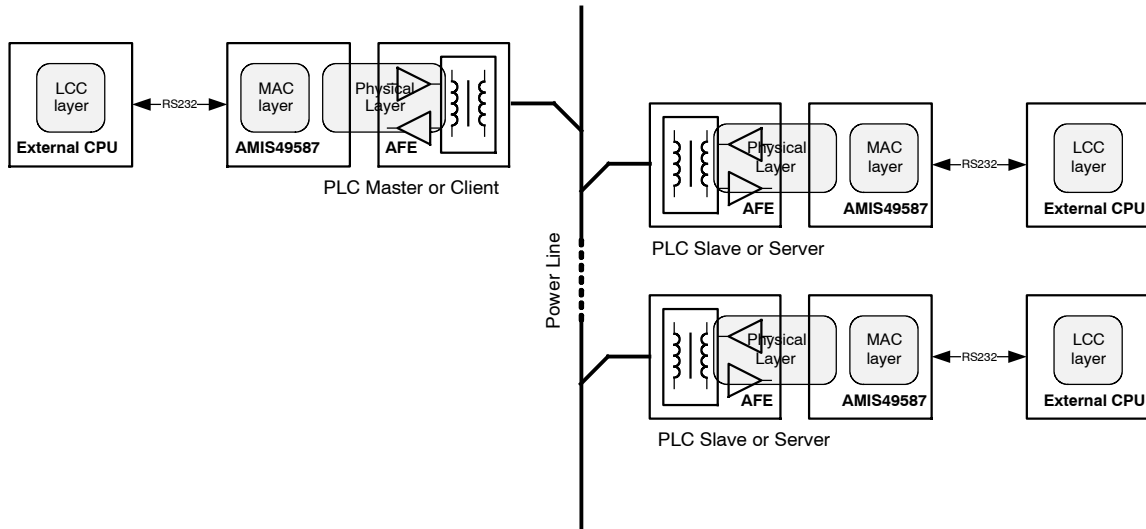 LCC
layer
External CPU
RS232
MAC
layer
AMIS49587
Physical
Layer
AFE
PLC Master or Client
Power Line
Physical
Layer
AFE
MAC
layer
AMIS49587
RS232
LCC
layer
External CPU
PLC Slave or Server
Physical
Layer
AFE
MAC
layer
AMIS49587
RS232
LCC
layer
External CPU
PLC Slave or Server